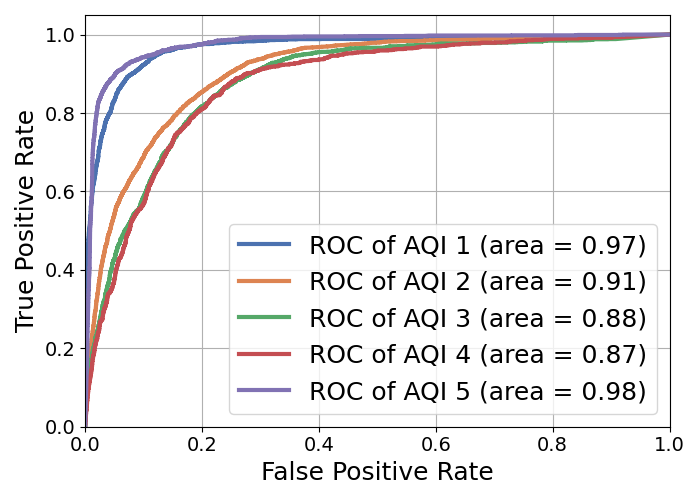 True Positive Rate
1.0
0.8
0.6
0.4
0.2
0.0
ROC of AQI 1 (area = 0.97)
ROC of AQI 2 (area = 0.91)
ROC of AQI 3 (area = 0.88)
ROC of AQI 4 (area = 0.87)
ROC of AQI 5 (area = 0.98)
0.0 0.2 0.4 0.6 0.8 1.0
False Positive Rate